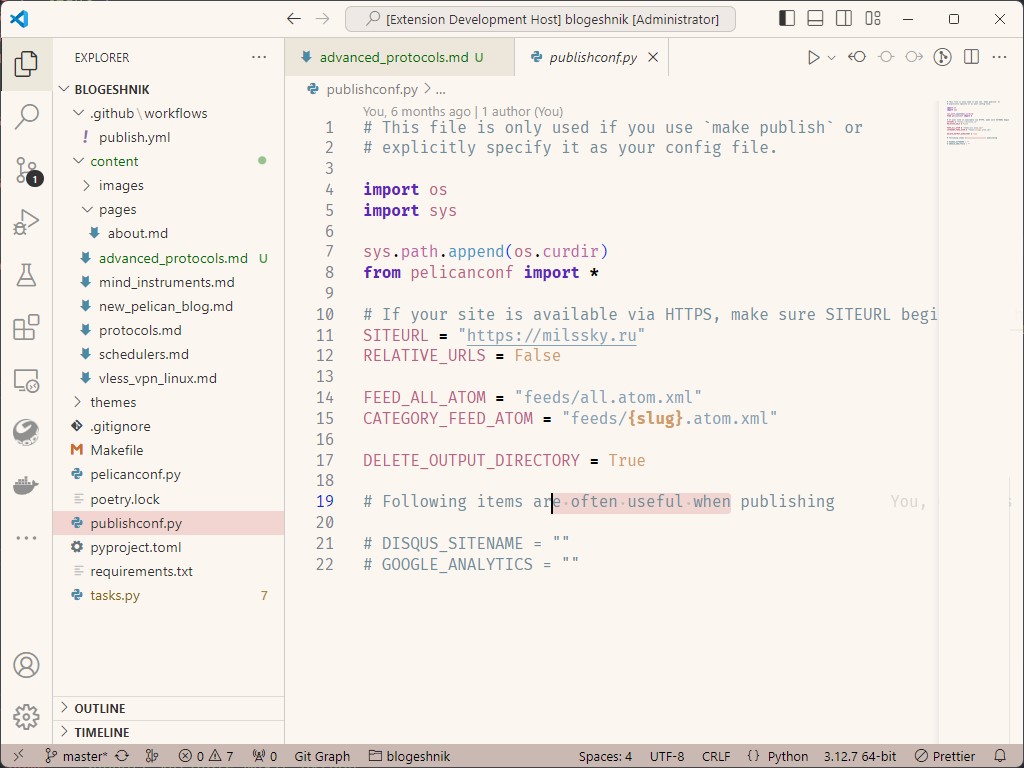 [Extension Development Host] blogeshnik [Administrator]
EXPLORER
BLOGESHNIK
.github\workflows
publish.yml
content
images
pages
about.md
advanced_protocols.md U
mind_instruments.md
new_pelican_blog.md
protocols.md
schedulers.md
vless_vpn_linux.md
themes
.gitignore
Makefile
pelicanconf.py
poetry.lock
publishconf.py
pyproject.toml
requirements.txt
tasks.py 7
OUTLINE
TIMELINE
1
advanced_protocols.md U
publishconf.py
publishconf.py > ...
You, 6 months ago | 1 author (You)
1 # This file is only used if you use `make publish` or
2 # explicitly specify it as your config file.
3
4 import os
5 import sys
6
7 sys.path.append(os.curdir)
8 from pelicanconf import *
9
10 # If your site is available via HTTPS, make sure SITEURL begi
11 SITEURL = "https://milssky.ru"
12 RELATIVE_URLS = False
13
14 FEED_ALL_ATOM = "feeds/all.atom.xml"
15 CATEGORY_FEED_ATOM = "feeds/{slug}.atom.xml"
16
17 DELETE_OUTPUT_DIRECTORY = True
18
19 # Following items are·often·useful·when publishing You,
20
21 # DISQUS_SITENAME = ""
22 # GOOGLE_ANALYTICS = ""
master* 0 7 0 Git Graph blogeshnik Spaces: 4 UTF-8 CRLF {} Python 3.12.7 64-bit Prettier